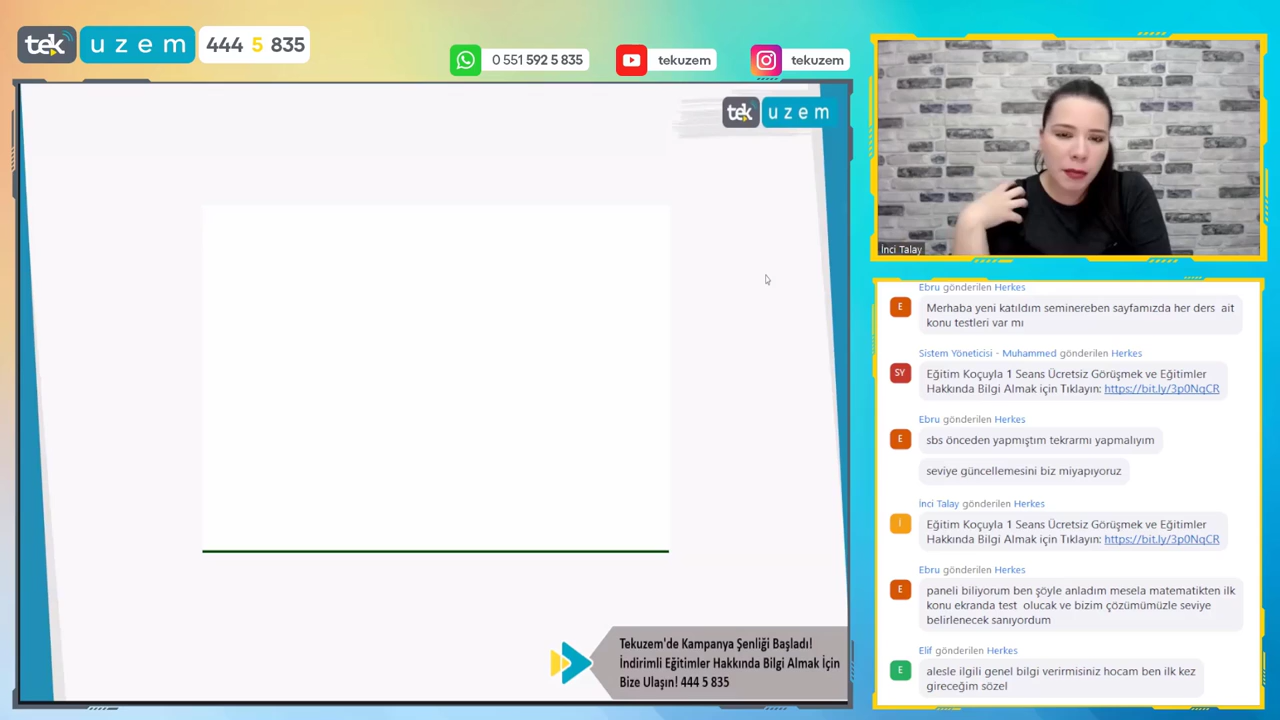 tek uzem 444 5 835
0 551 592 5 835
tekuzem
tekuzem
tek uzem
İnci Talay
Tekuzem'de Kampanya Şenliği Başladı!
İndirimli Eğitimler Hakkında Bilgi Almak İçin
Bize Ulaşın! 444 5 835
Ebru gönderilen Herkes
E
Merhaba yeni katıldım seminereben sayfamızda her ders ait
konu testleri var mı
Sistem Yöneticisi - Muhammed gönderilen Herkes
SY
Eğitim Koçuyla 1 Seans Ücretsiz Görüşmek ve Eğitimler
Hakkında Bilgi Almak için Tıklayın: https://bit.ly/3p0NqCR
Ebru gönderilen Herkes
E
sbs önceden yapmıştım tekrarmı yapmalıyım
seviye güncellemesini biz miyapıyoruz
İnci Talay gönderilen Herkes
İ
Eğitim Koçuyla 1 Seans Ücretsiz Görüşmek ve Eğitimler
Hakkında Bilgi Almak için Tıklayın: https://bit.ly/3p0NqCR
Ebru gönderilen Herkes
E
paneli biliyorum ben şöyle anladım mesela matematikten ilk
konu ekranda test olucak ve bizim çözümümüzle seviye
belirlenecek sanıyordum
Elif gönderilen Herkes
E
alesle ilgili genel bilgi verirmisiniz hocam ben ilk kez
gireceğim sözel